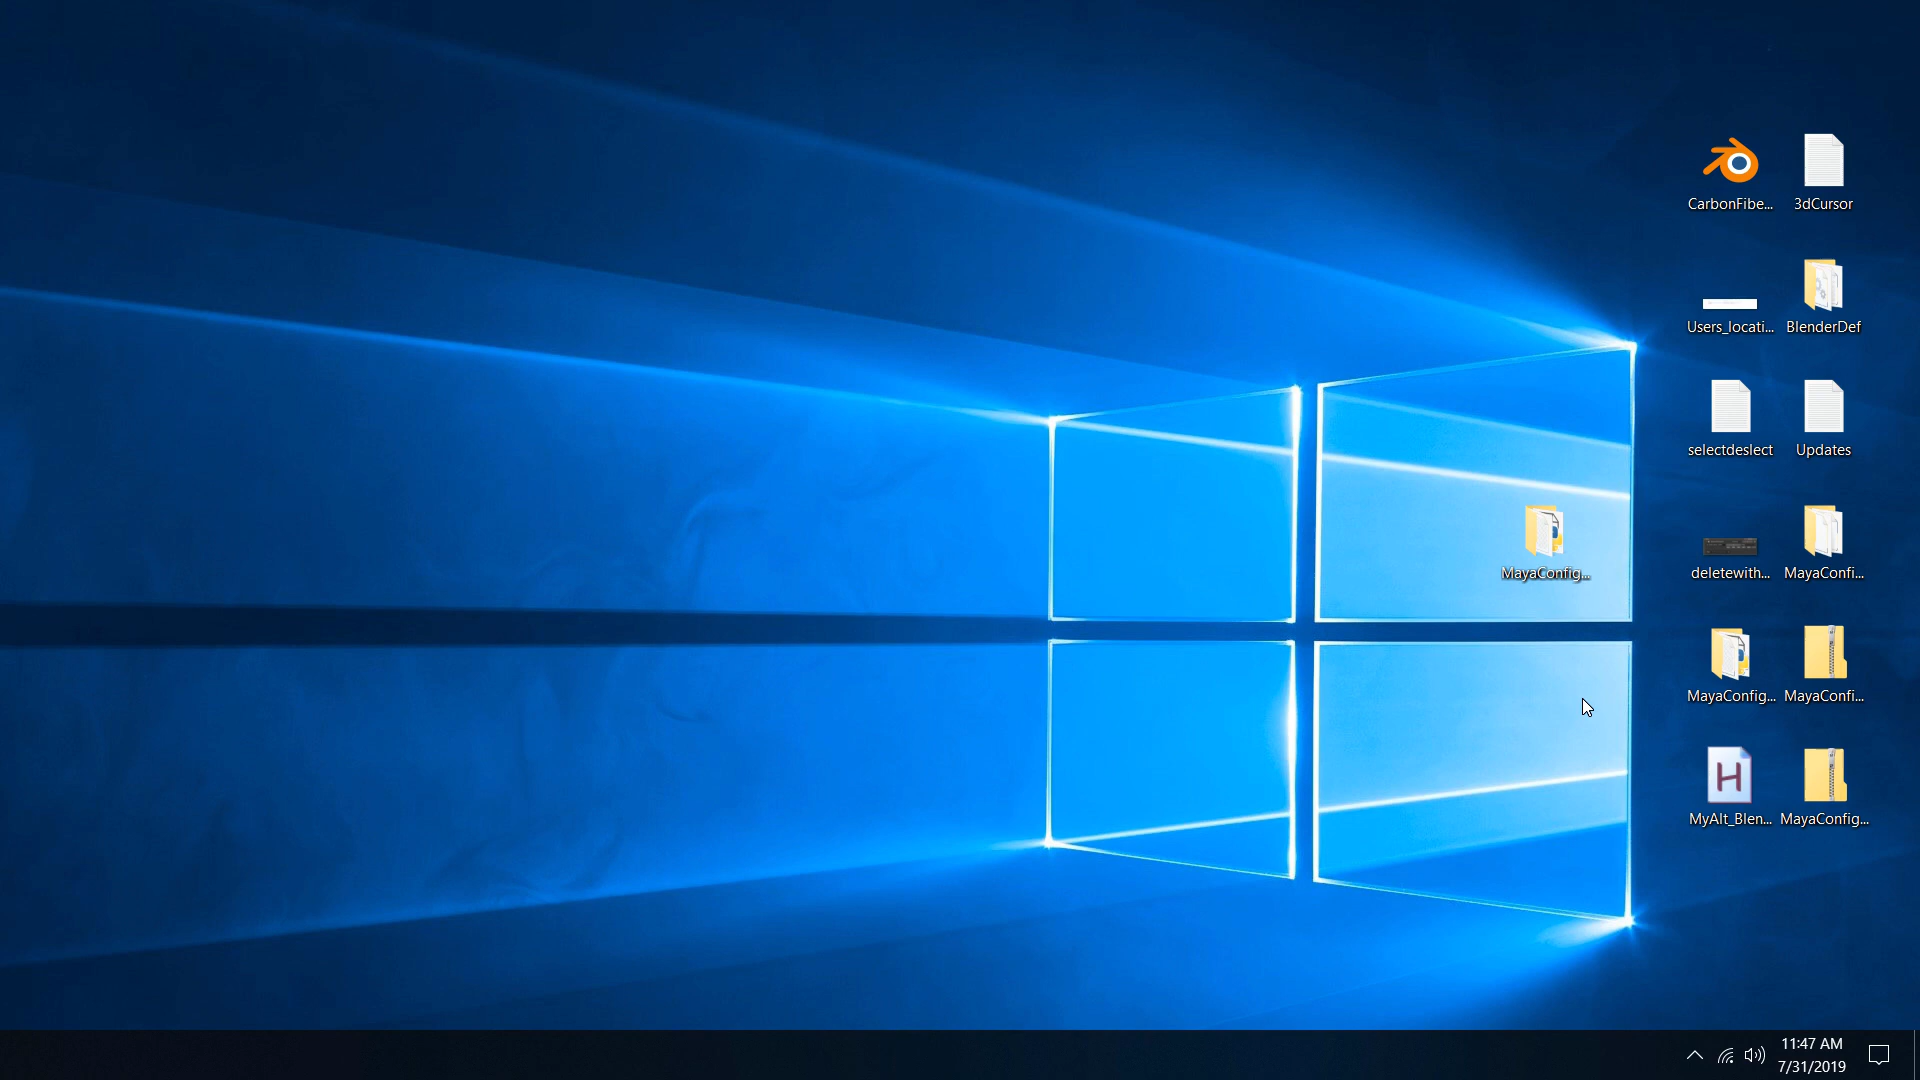 CarbonFibe...
3dCursor
Users_locati...
BlenderDef
selectdeslect
Updates
MayaConfig...
deletewith...
MayaConfi...
MayaConfig...
MayaConfi...
H
MyAlt_Blen...
MayaConfig...
11:47 AM
7/31/2019